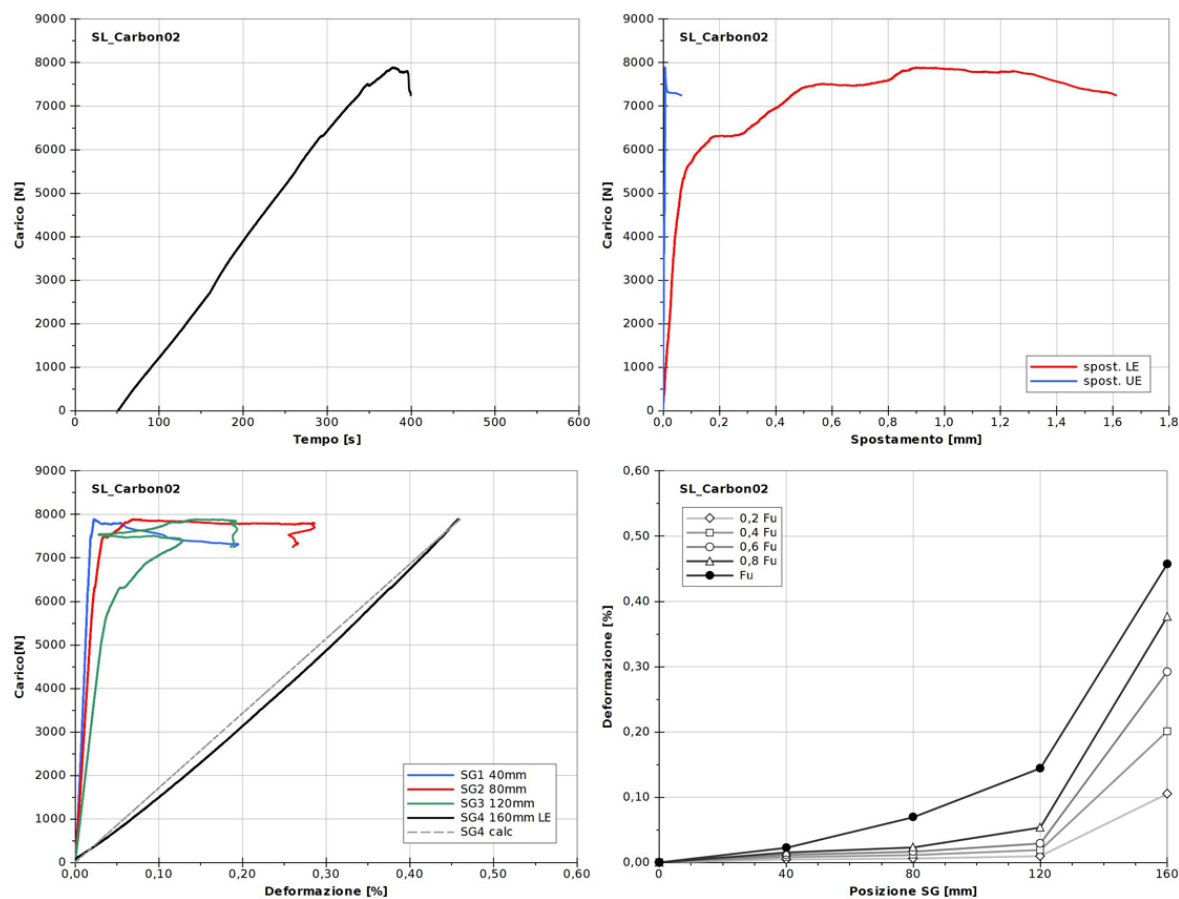 SL_Carbon02
Carico [N]
9000
8000
7000
6000
5000
4000
3000
2000
1000
0
0 100 200 300 400 500 600
Tempo [s]
SL_Carbon02
Carico [N]
9000
8000
7000
6000
5000
4000
3000
2000
1000
0
spost. LE
spost. UE
0,0 0,2 0,4 0,6 0,8 1,0 1,2 1,4 1,6 1,8
Spostamento [mm]
SL_Carbon02
Carico[N]
9000
8000
7000
6000
5000
4000
3000
2000
1000
0
SG1 40mm
SG2 80mm
SG3 120mm
SG4 160mm LE
SG4 calc
0,00 0,10 0,20 0,30 0,40 0,50 0,60
Deformazione [%]
SL_Carbon02
Deformazione [%]
0,60
0,50
0,40
0,30
0,20
0,10
0,00
0,2 Fu
0,4 Fu
0,6 Fu
0,8 Fu
Fu
0 40 80 120 160
Posizione SG [mm]